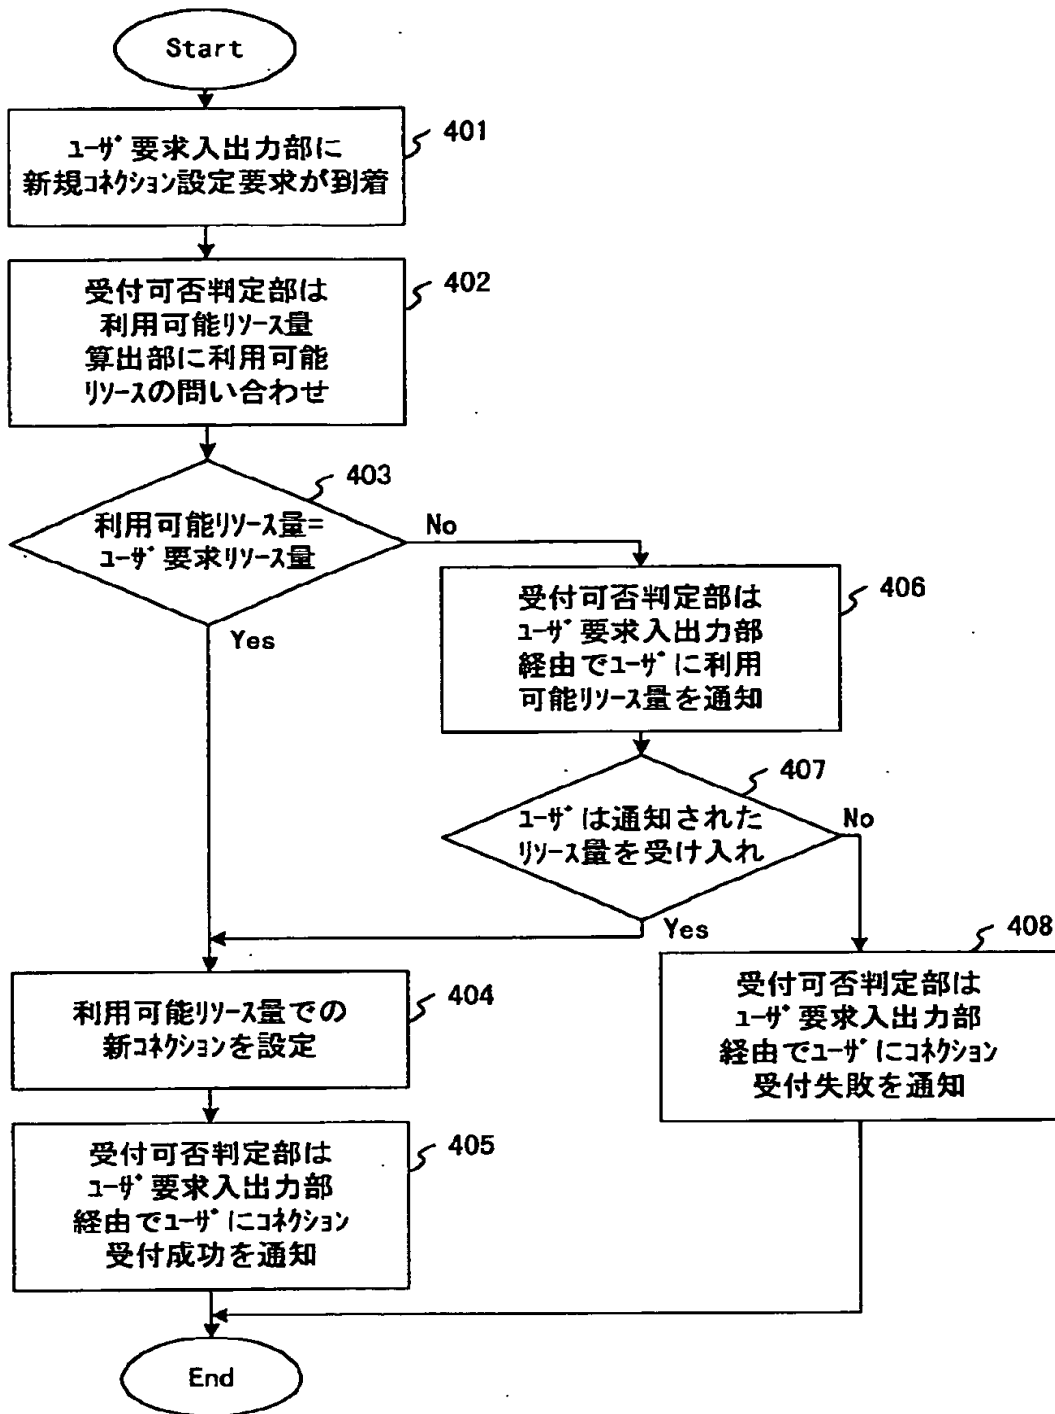 Start
ﾕｰｻﾞ要求入出力部に
新規ｺﾈｸｼｮﾝ設定要求が到着
401
受付可否判定部は
利用可能ﾘｿｰｽ量
算出部に利用可能
ﾘｿｰｽの問い合わせ
402
利用可能ﾘｿｰｽ量=
ﾕｰｻﾞ要求ﾘｿｰｽ量
403
No
Yes
受付可否判定部は
ﾕｰｻﾞ要求入出力部
経由でﾕｰｻﾞに利用
可能ﾘｿｰｽ量を通知
406
ﾕｰｻﾞは通知された
ﾘｿｰｽ量を受け入れ
407
No
Yes
利用可能ﾘｿｰｽ量での
新ｺﾈｸｼｮﾝを設定
404
受付可否判定部は
ﾕｰｻﾞ要求入出力部
経由でﾕｰｻﾞにｺﾈｸｼｮﾝ
受付失敗を通知
408
受付可否判定部は
ﾕｰｻﾞ要求入出力部
経由でﾕｰｻﾞにｺﾈｸｼｮﾝ
受付成功を通知
405
End